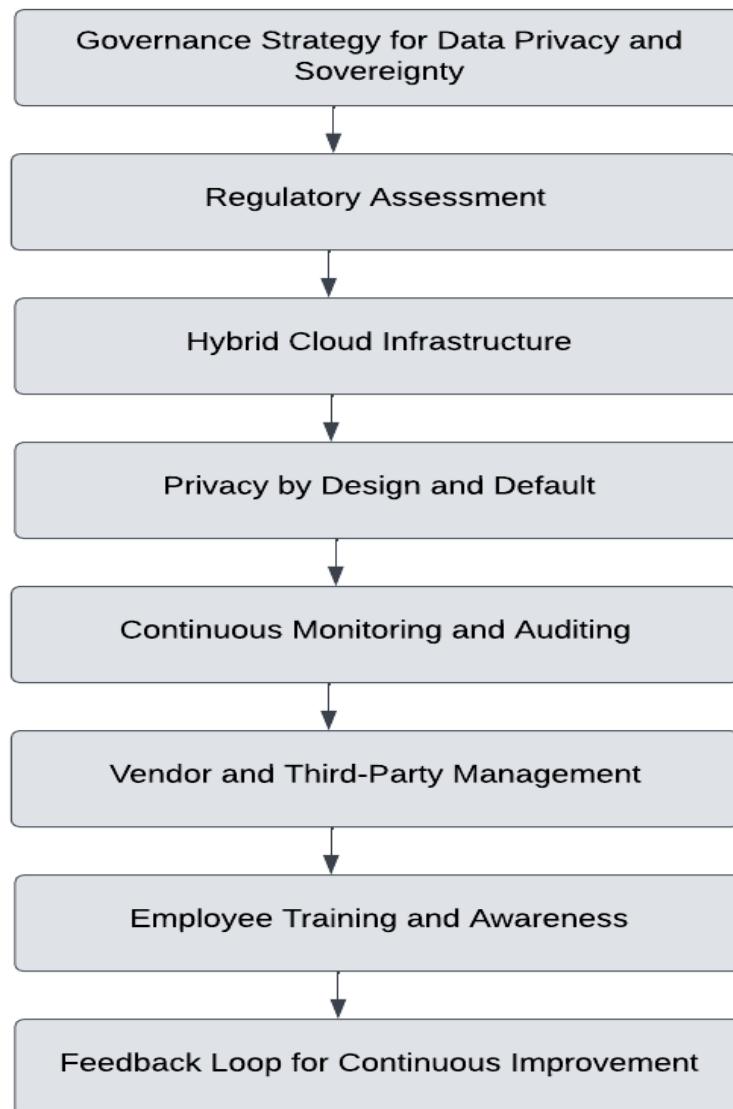 Governance Strategy for Data Privacy and
Sovereignty
Regulatory Assessment
Hybrid Cloud Infrastructure
Privacy by Design and Default
Continuous Monitoring and Auditing
Vendor and Third-Party Management
Employee Training and Awareness
Feedback Loop for Continuous Improvement